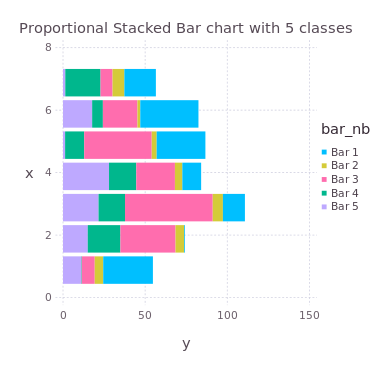 Proportional Stacked Bar chart with 5 classes
8
6
4
2
0
x
0 50 100 150
y
bar_nb
Bar 1
Bar 2
Bar 3
Bar 4
Bar 5